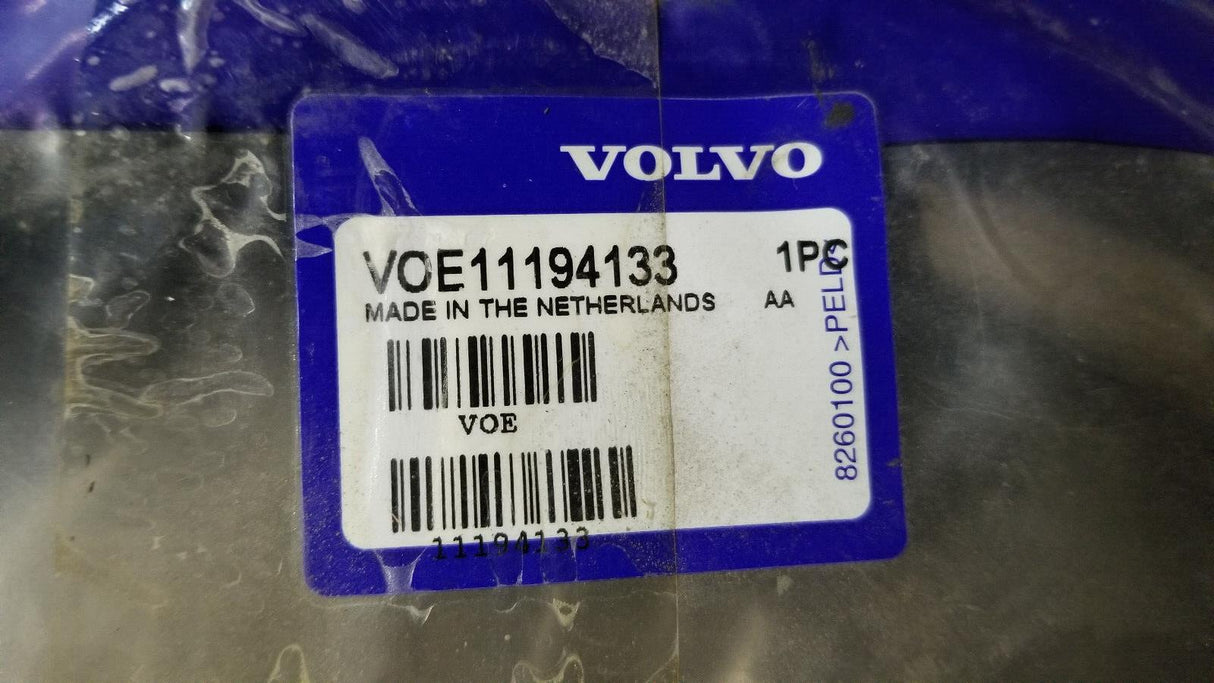 VOLVO
VOE11194133 1PC
MADE IN THE NETHERLANDS AA
VOE
11194133
8260100 >PELD